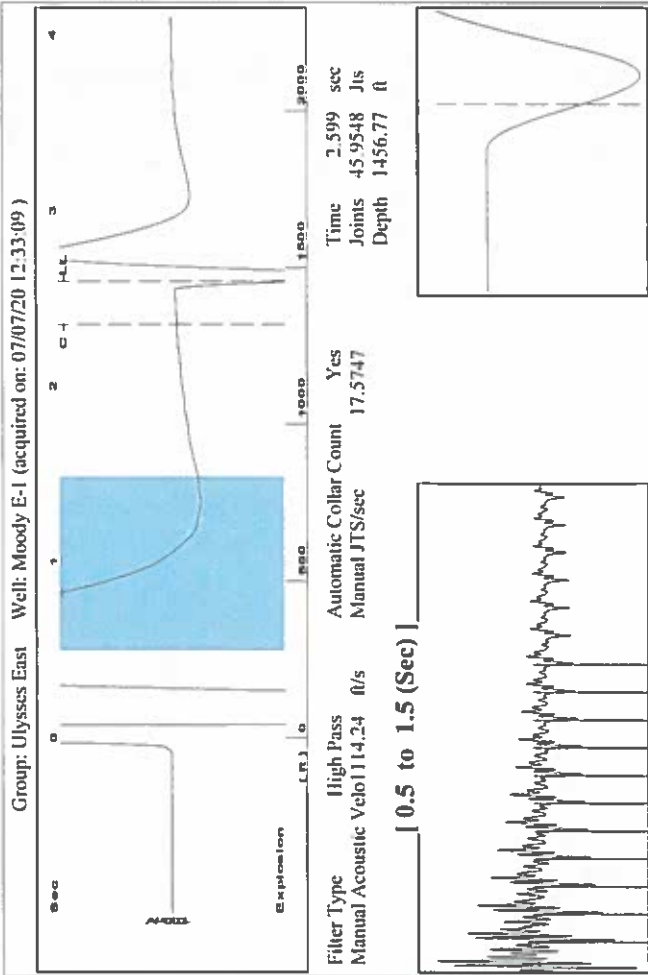 Group: Ulysses East Well: Moody E-1 (acquired on: 07/07/20 12:33:09 )
Sec 0 1 2 3 4
C
LL
Explosion
( ft ) 0 500 1000 1500 2000
Filter Type High Pass
Manual Acoustic Velo1114.24 ft/s
Automatic Collar Count Yes
Manual JTS/sec 17.5747
Time 2.599 sec
Joints 45.9548 Jts
Depth 1456.77 ft
[ 0.5 to 1.5 (Sec) ]